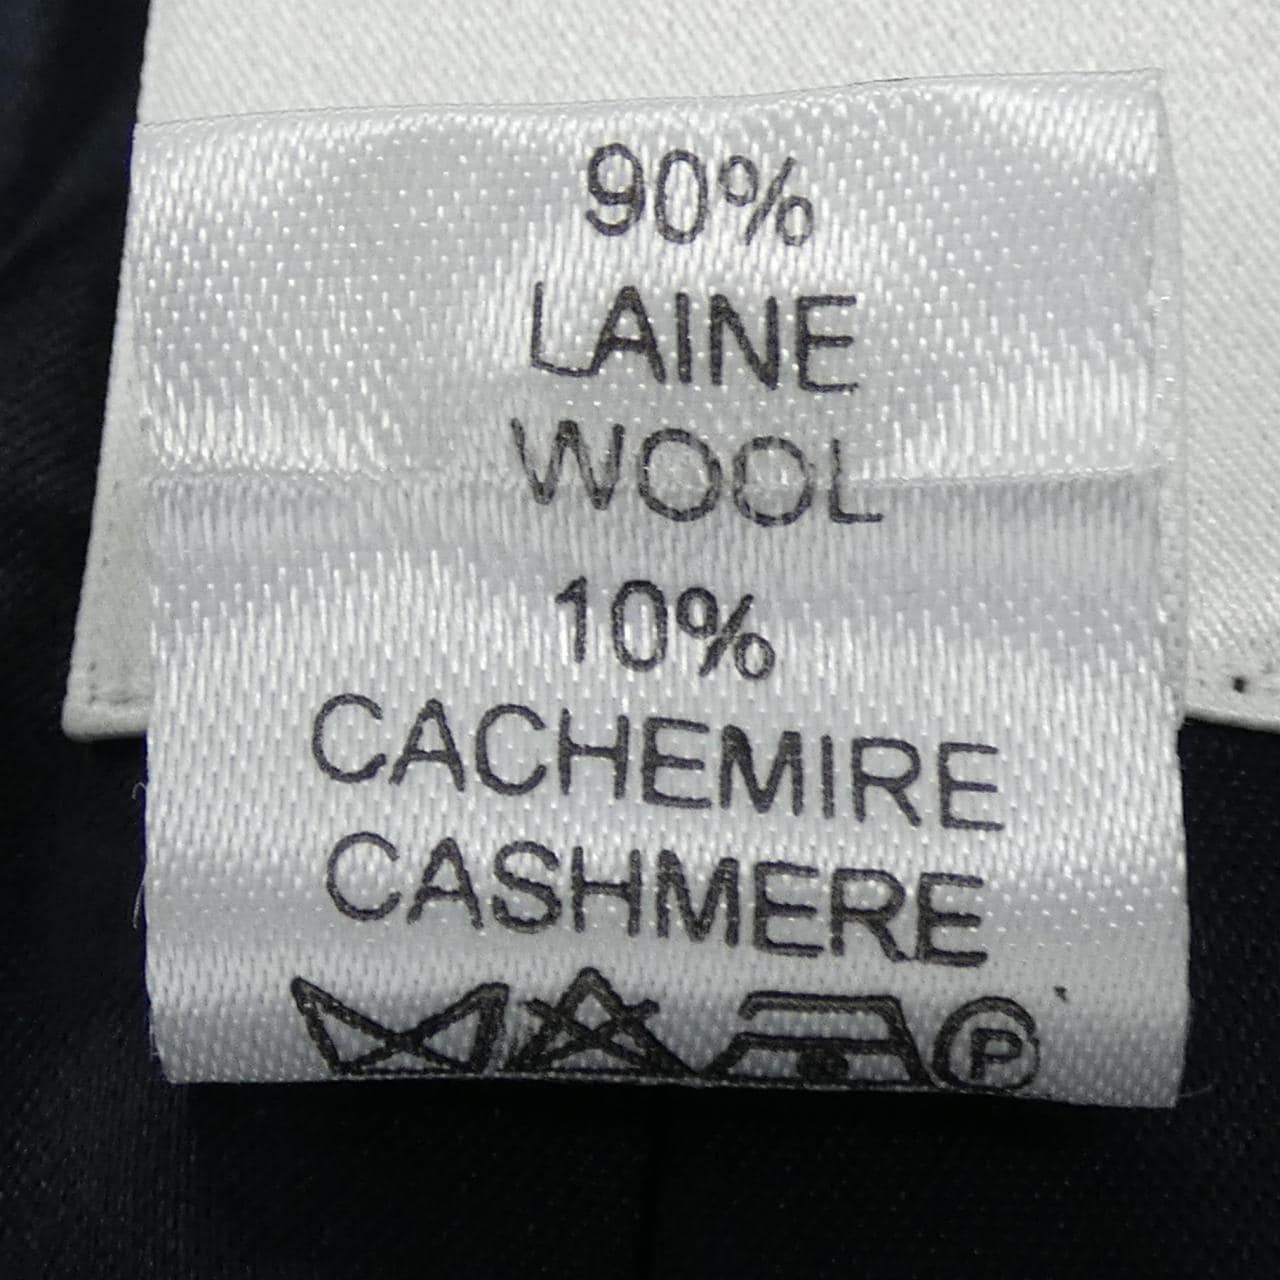 90%
LAINE
WOOL
10%
CACHEMIRE
CASHMERE
P